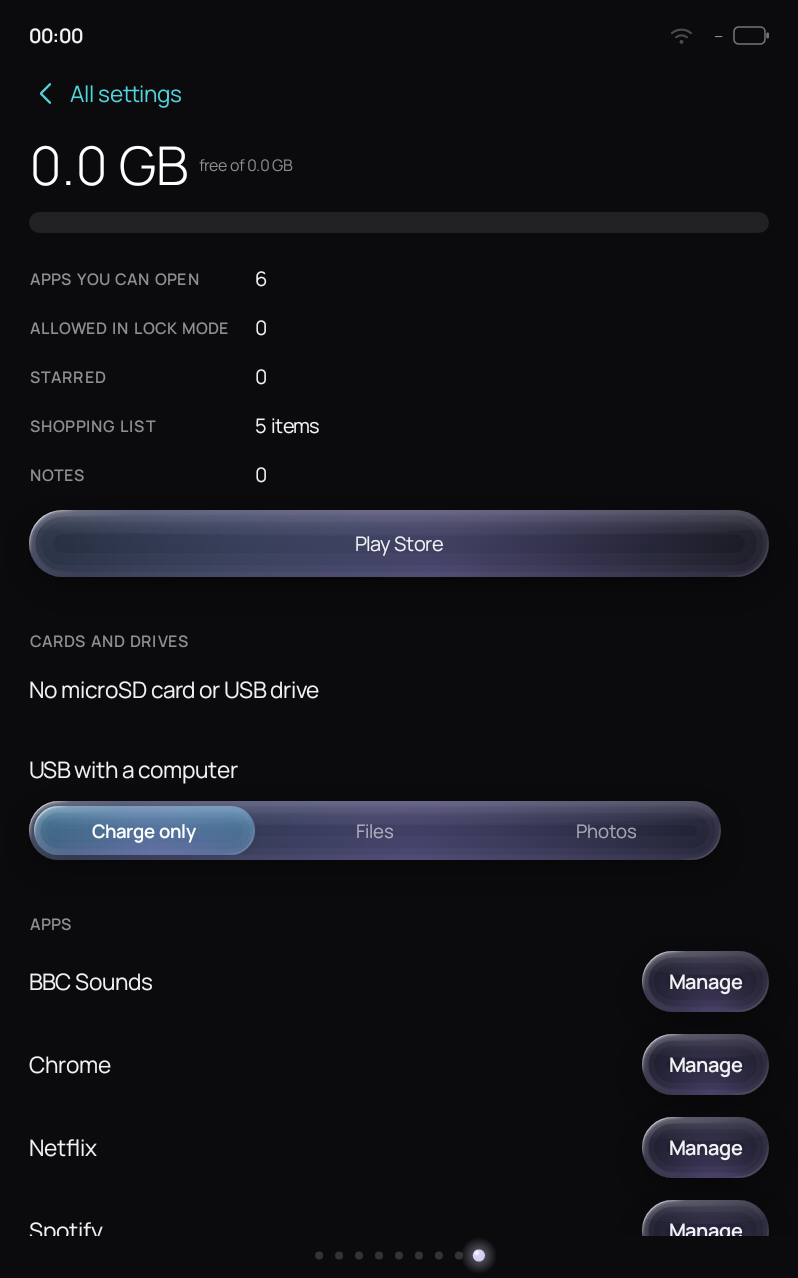 00:00
–
All settings
0.0 GB free of 0.0 GB
APPS YOU CAN OPEN 6
ALLOWED IN LOCK MODE 0
STARRED 0
SHOPPING LIST 5 items
NOTES 0
Play Store
CARDS AND DRIVES
No microSD card or USB drive
USB with a computer
Charge only Files Photos
APPS
BBC Sounds Manage
Chrome Manage
Netflix Manage
Spotify Manage